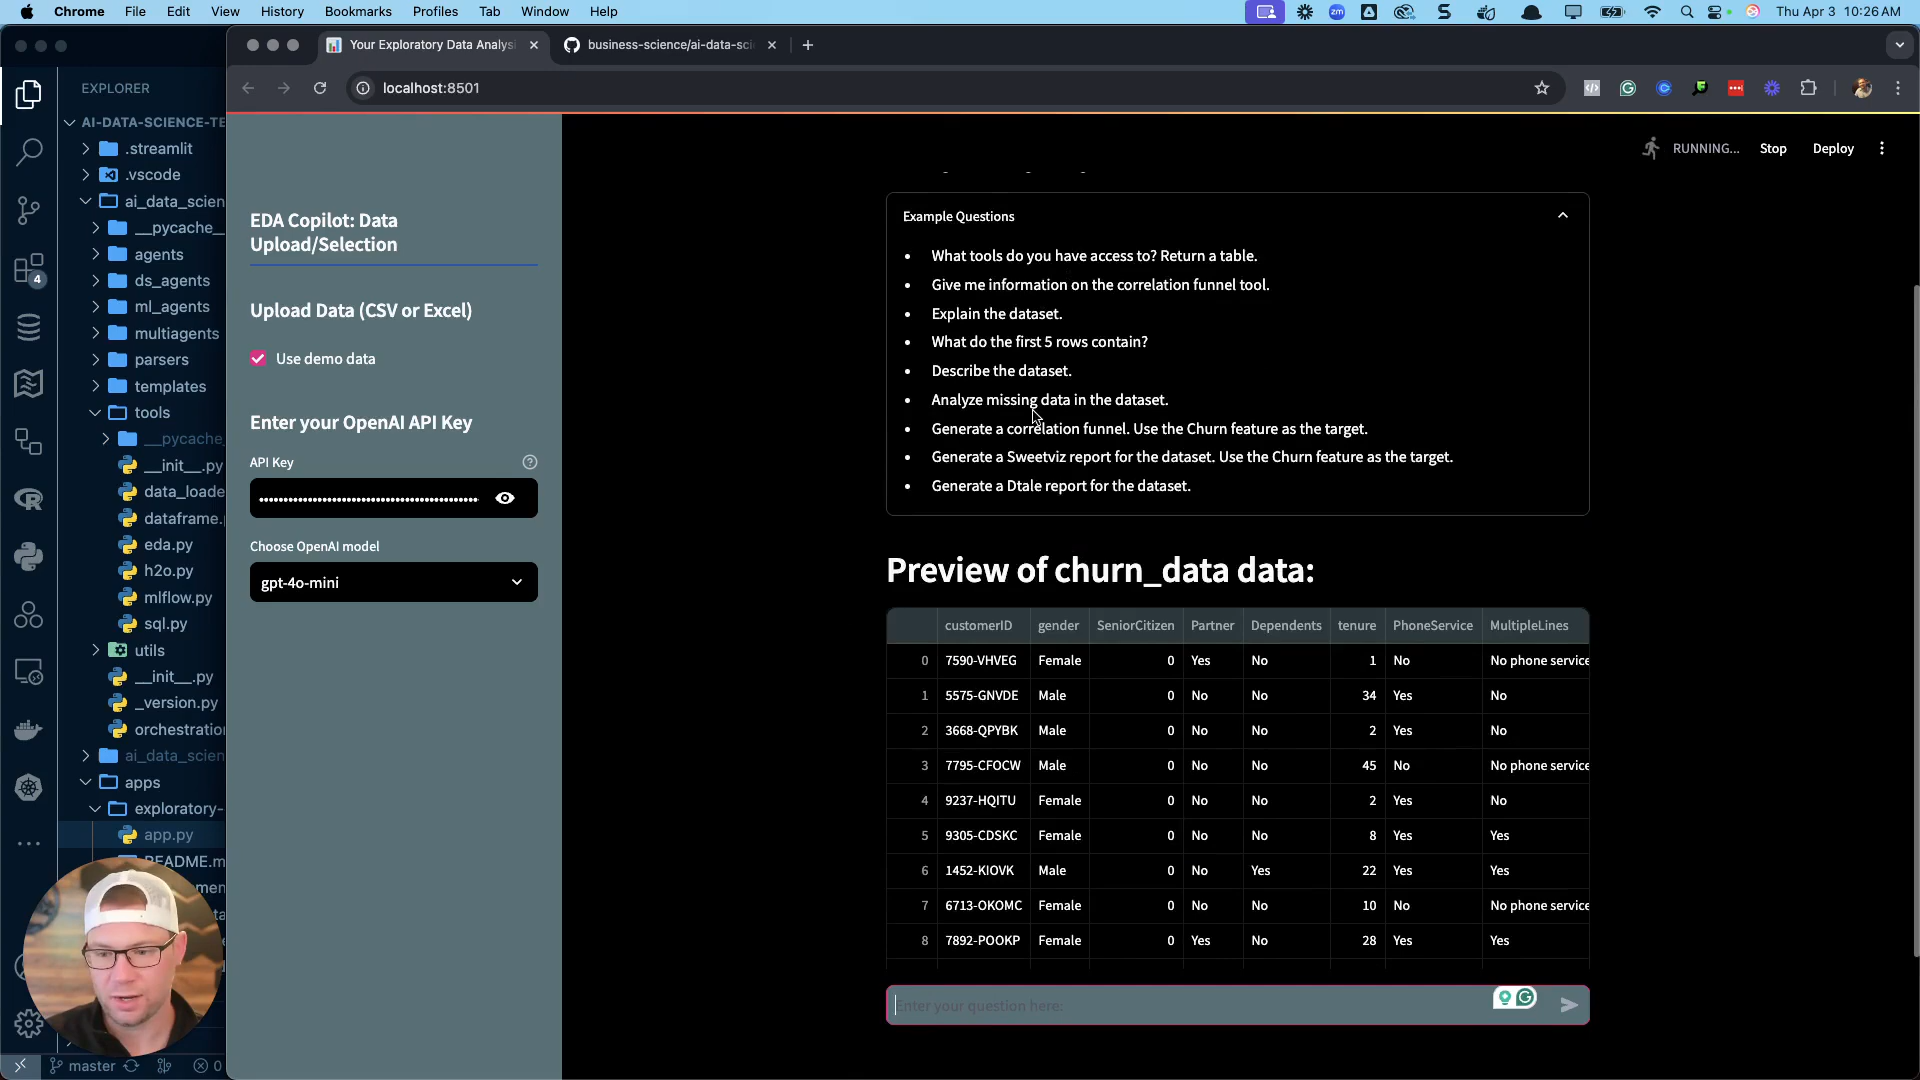 Chrome File Edit View History Bookmarks Profiles Tab Window Help
Thu Apr 3 10:26 AM
Your Exploratory Data Analysi
business-science/ai-data-sci
localhost:8501
EXPLORER
AI-DATA-SCIENCE-TE
.streamlit
.vscode
ai_data_scien
__pycache__
agents
ds_agents
ml_agents
multiagents
parsers
templates
tools
__pycache_
__init__.py
data_loade
dataframe.
eda.py
h2o.py
mlflow.py
sql.py
utils
__init__.py
_version.py
orchestratio
ai_data_scien
apps
exploratory-
app.py
README.m
4
master
0
EDA Copilot: Data
Upload/Selection
Upload Data (CSV or Excel)
Use demo data
Enter your OpenAI API Key
API Key
Choose OpenAI model
gpt-4o-mini
RUNNING... Stop Deploy
Example Questions
What tools do you have access to? Return a table.
Give me information on the correlation funnel tool.
Explain the dataset.
What do the first 5 rows contain?
Describe the dataset.
Analyze missing data in the dataset.
Generate a correlation funnel. Use the Churn feature as the target.
Generate a Sweetviz report for the dataset. Use the Churn feature as the target.
Generate a Dtale report for the dataset.
Preview of churn_data data:
customerID gender SeniorCitizen Partner Dependents tenure PhoneService MultipleLines
0 7590-VHVEG Female 0 Yes No 1 No No phone service
1 5575-GNVDE Male 0 No No 34 Yes No
2 3668-QPYBK Male 0 No No 2 Yes No
3 7795-CFOCW Male 0 No No 45 No No phone service
4 9237-HQITU Female 0 No No 2 Yes No
5 9305-CDSKC Female 0 No No 8 Yes Yes
6 1452-KIOVK Male 0 No Yes 22 Yes Yes
7 6713-OKOMC Female 0 No No 10 No No phone service
8 7892-POOKP Female 0 Yes No 28 Yes Yes
Enter your question here: